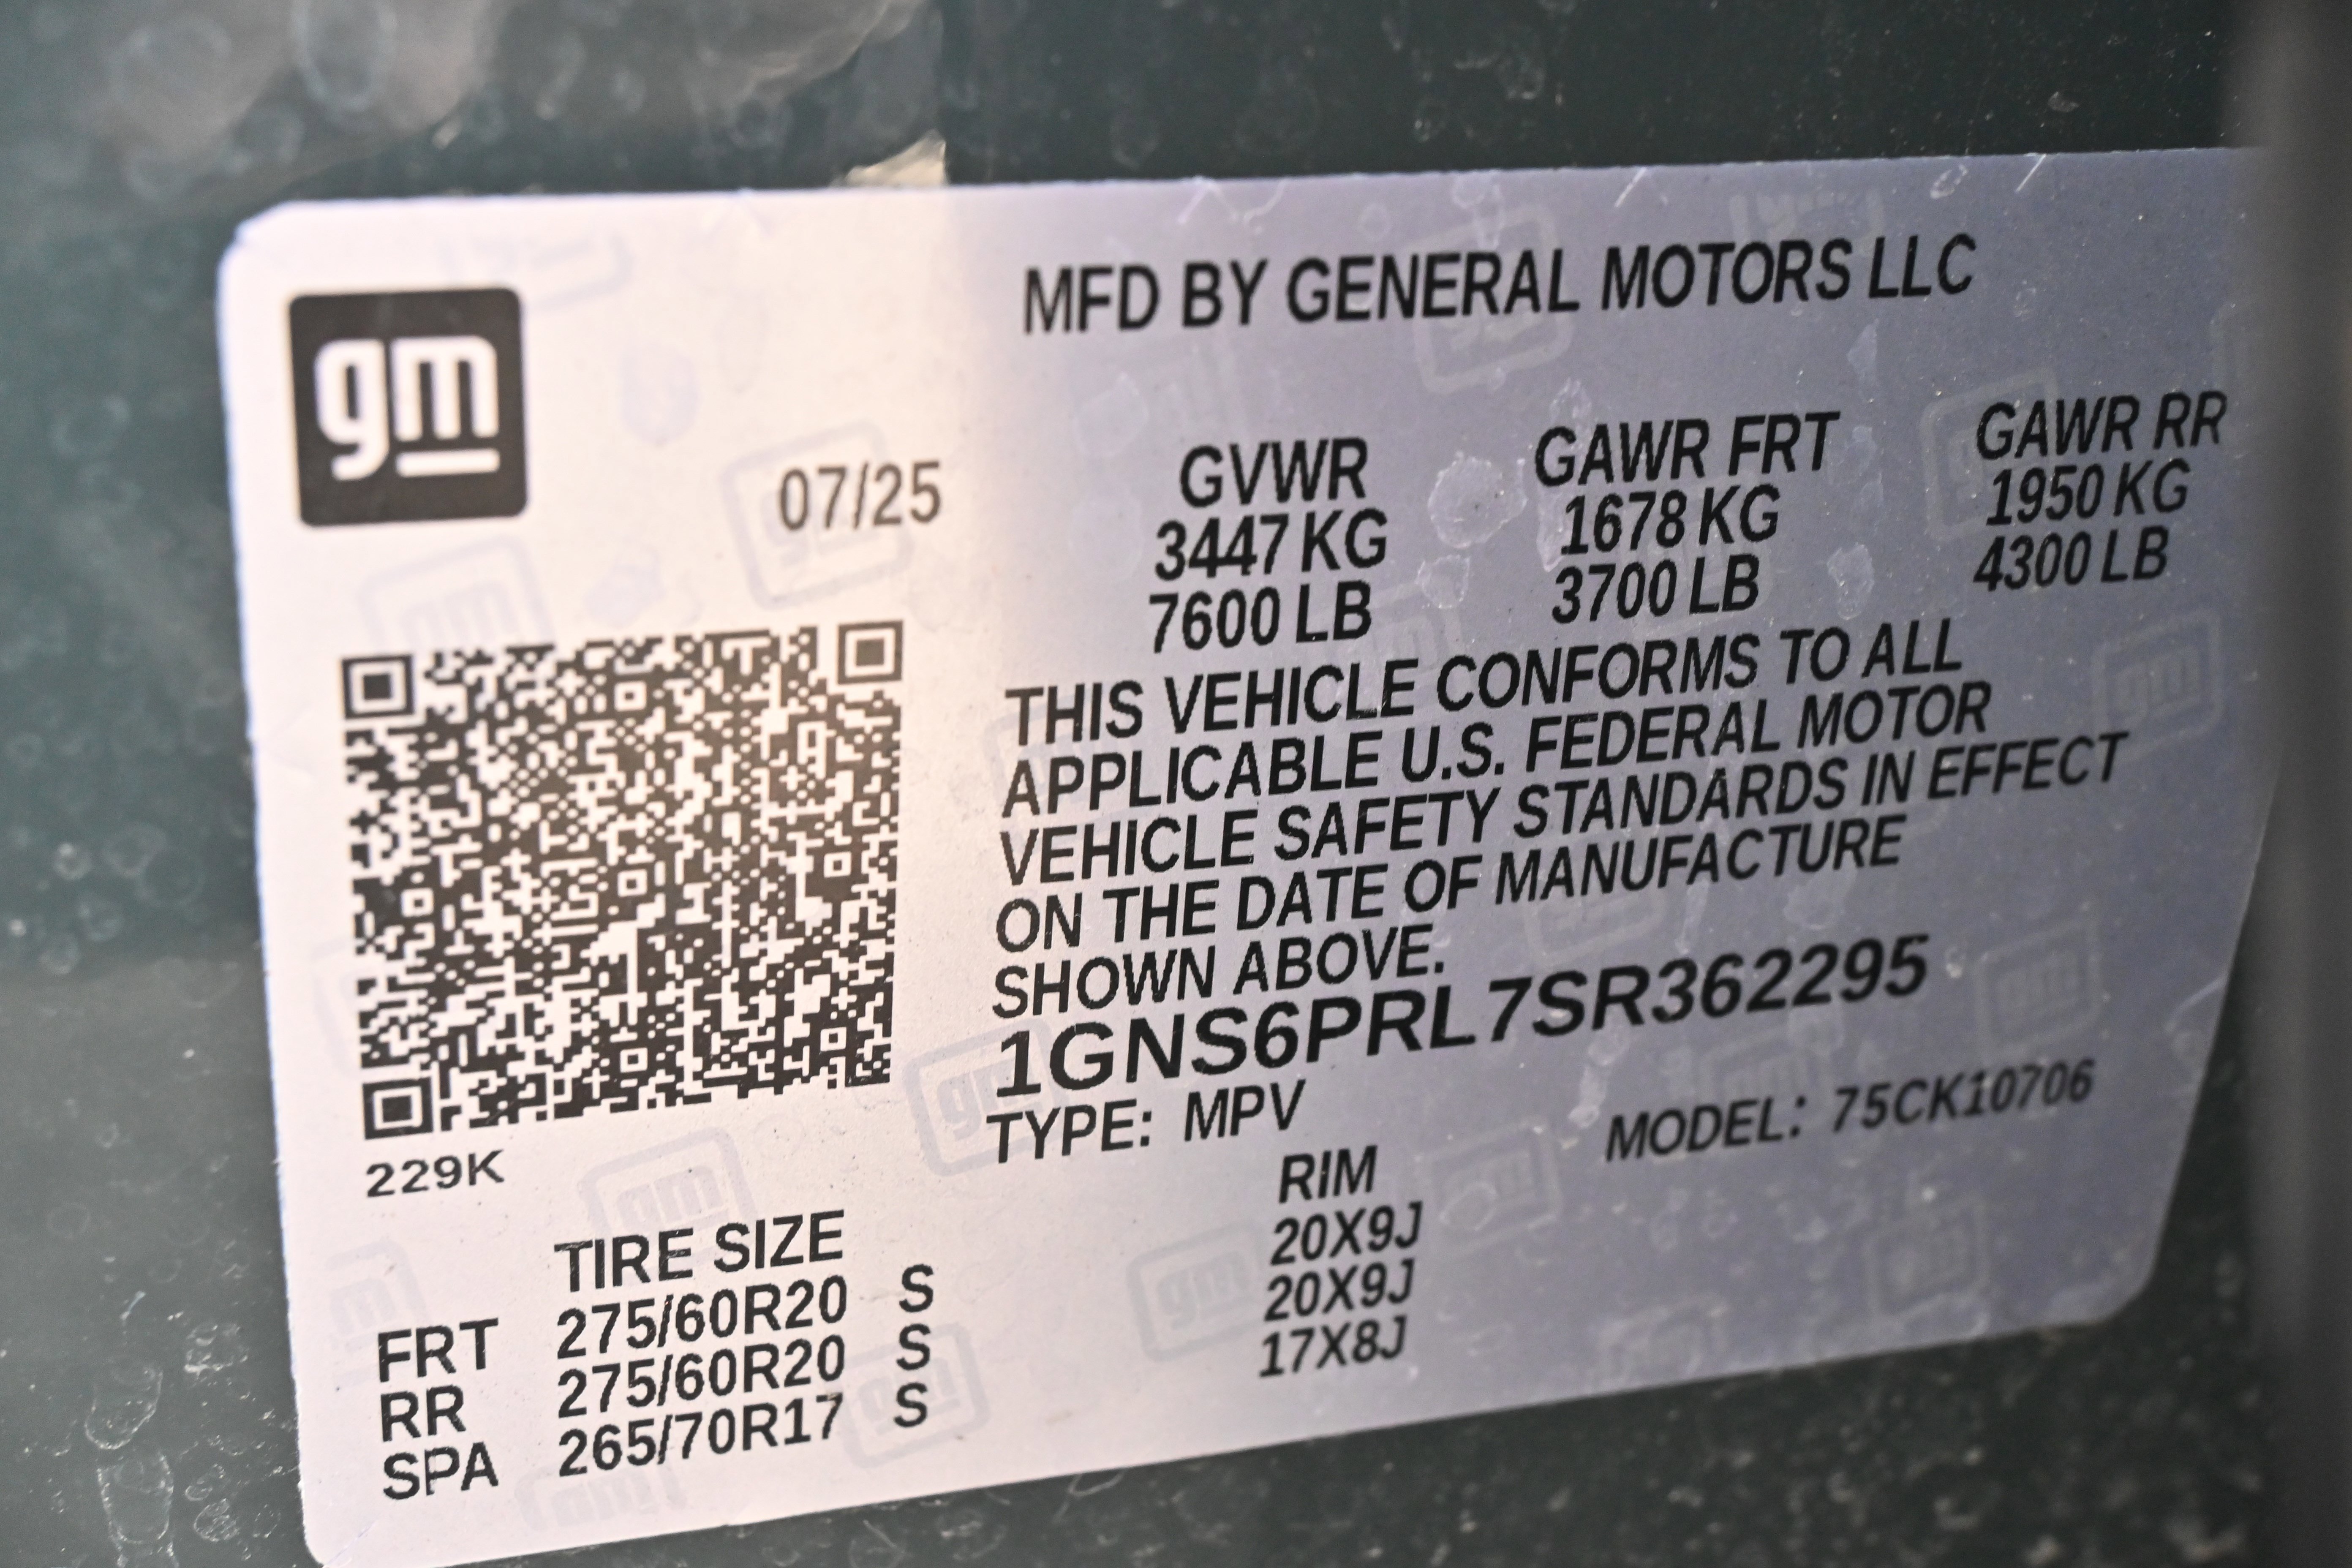 gm
MFD BY GENERAL MOTORS LLC
07/25
GVWR GAWR FRT GAWR RR
3447 KG 1678 KG 1950 KG
7600 LB 3700 LB 4300 LB
THIS VEHICLE CONFORMS TO ALL
APPLICABLE U.S. FEDERAL MOTOR
VEHICLE SAFETY STANDARDS IN EFFECT
ON THE DATE OF MANUFACTURE
SHOWN ABOVE.
1GNS6PRL7SR362295
TYPE: MPV MODEL: 75CK10706
229K
TIRE SIZE RIM
FRT 275/60R20 S 20X9J
RR 275/60R20 S 20X9J
SPA 265/70R17 S 17X8J